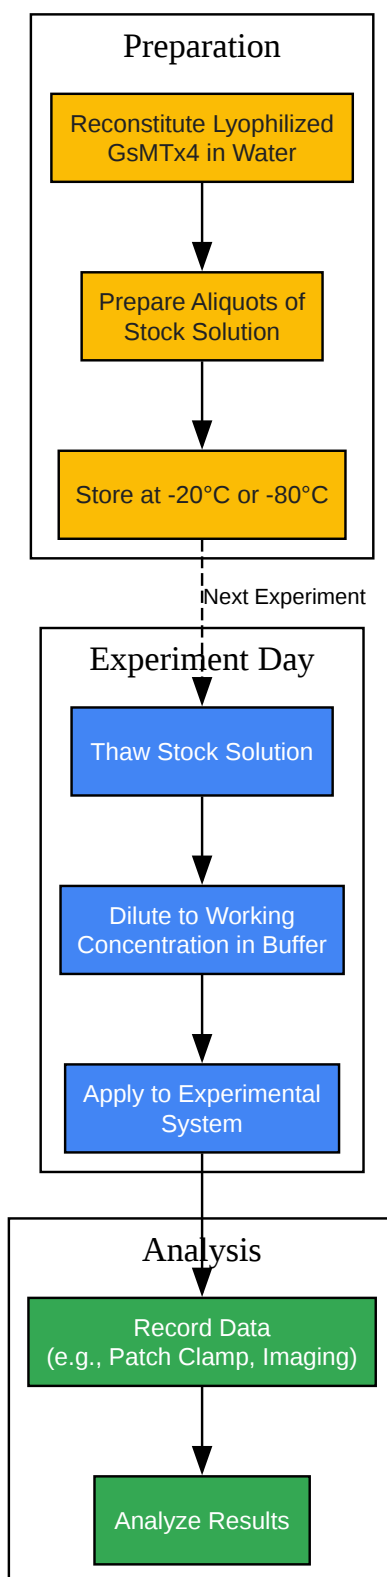 Preparation
Reconstitute Lyophilized
GsMTx4 in Water
Prepare Aliquots of
Stock Solution
Store at -20°C or -80°C
Next Experiment
Experiment Day
Thaw Stock Solution
Dilute to Working
Concentration in Buffer
Apply to Experimental
System
Analysis
Record Data
(e.g., Patch Clamp, Imaging)
Analyze Results